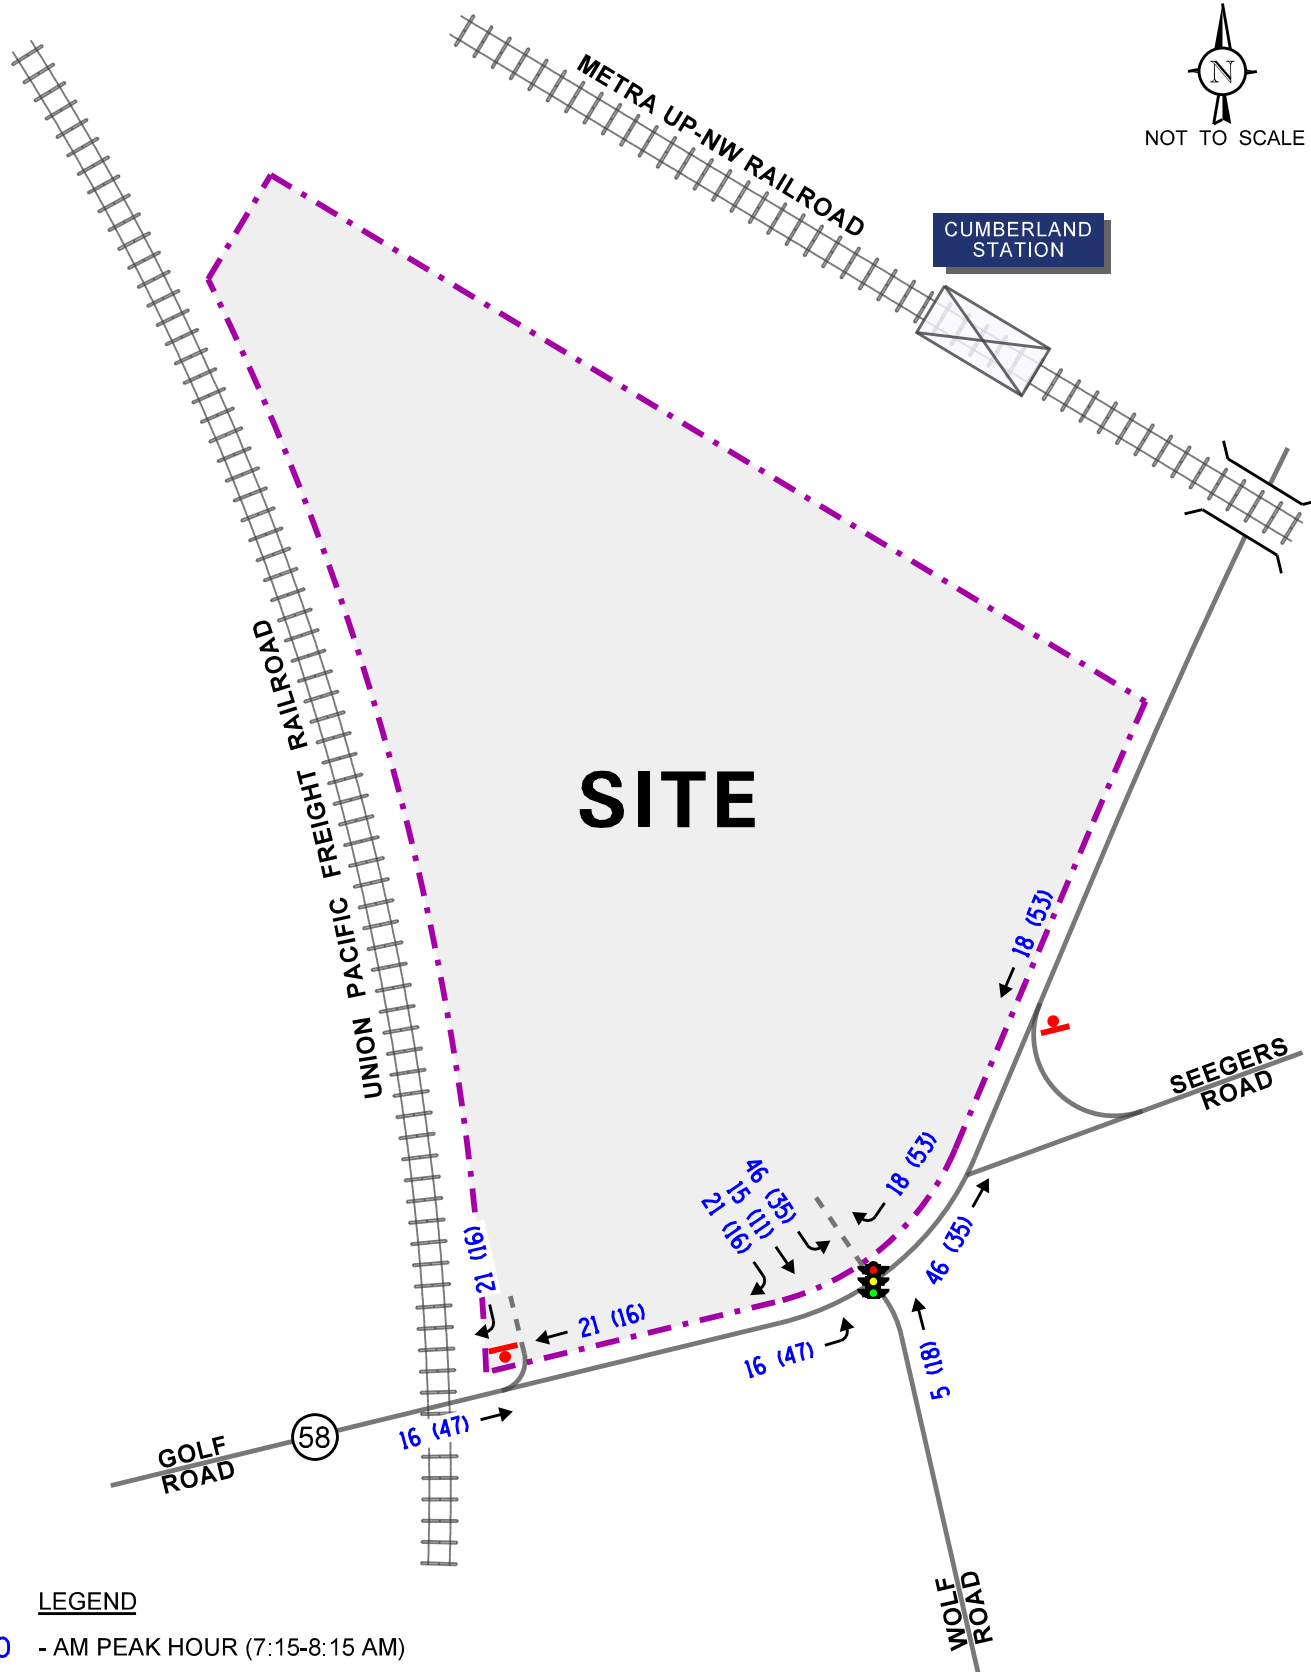 N
NOT TO SCALE
METRA UP-NW RAILROAD
CUMBERLAND
STATION
UNION PACIFIC FREIGHT RAILROAD
SITE
18 (53)
SEEGERS
ROAD
18 (53)
46 (35)
15 (11)
21 (16)
46 (35)
21 (16)
21 (16)
16 (47)
5 (18)
16 (47)
58
GOLF
ROAD
WOLF
ROAD
LEGEND
- AM PEAK HOUR (7:15-8:15 AM)